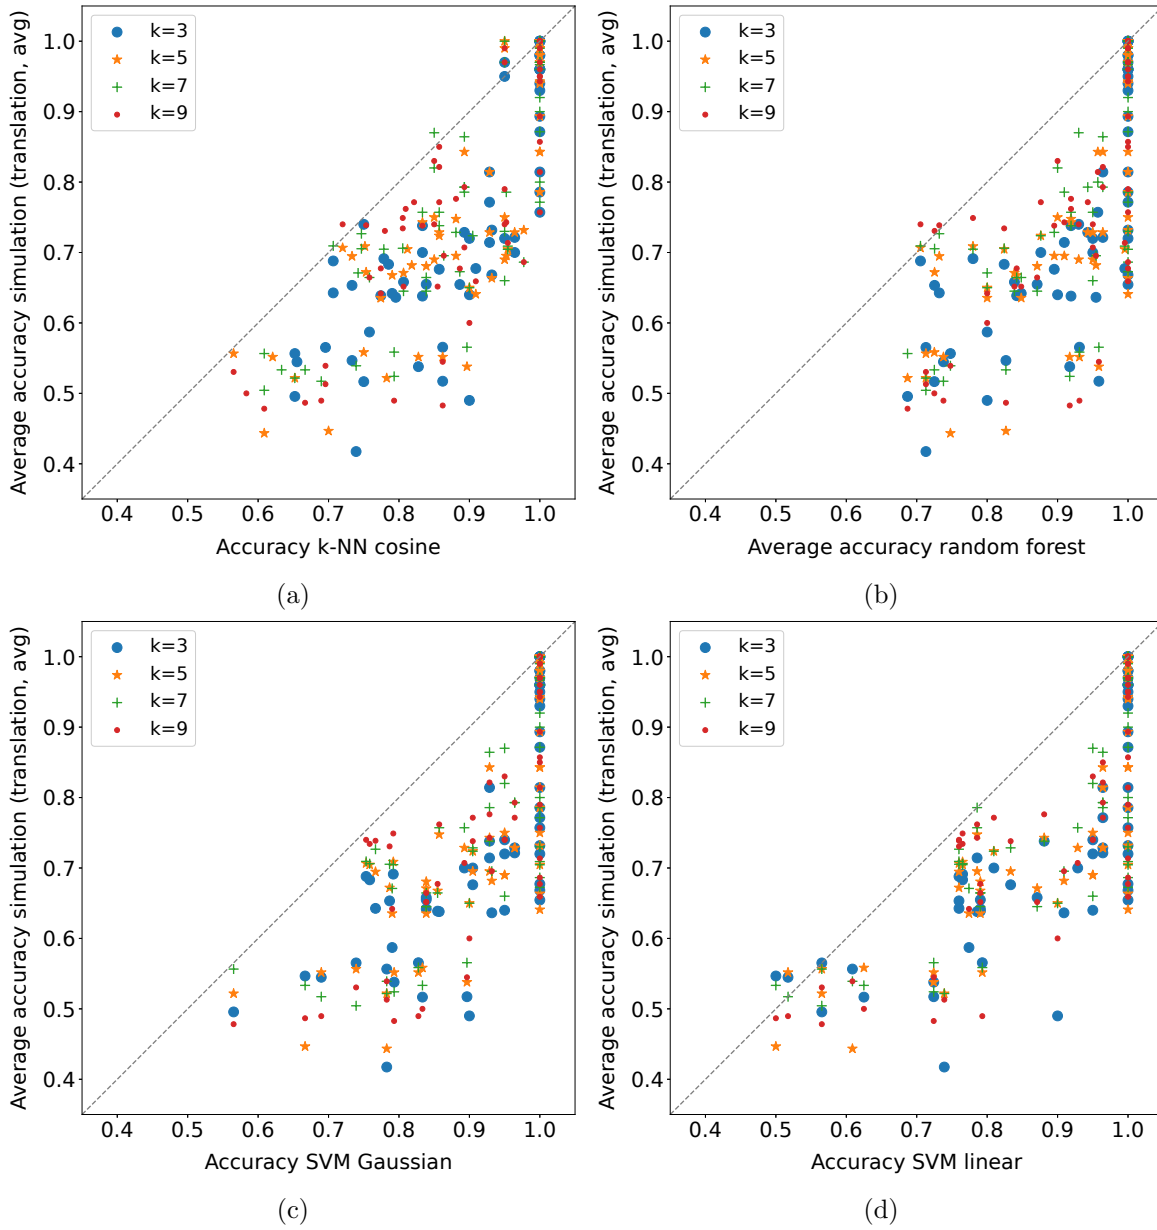 k=3
k=5
k=7
k=9
1.0
0.9
0.8
0.7
0.6
0.5
0.4
Average accuracy simulation (translation, avg)
0.4 0.5 0.6 0.7 0.8 0.9 1.0
Accuracy k-NN cosine
(a)
k=3
k=5
k=7
k=9
1.0
0.9
0.8
0.7
0.6
0.5
0.4
Average accuracy simulation (translation, avg)
0.4 0.5 0.6 0.7 0.8 0.9 1.0
Average accuracy random forest
(b)
k=3
k=5
k=7
k=9
1.0
0.9
0.8
0.7
0.6
0.5
0.4
Average accuracy simulation (translation, avg)
0.4 0.5 0.6 0.7 0.8 0.9 1.0
Accuracy SVM Gaussian
(c)
k=3
k=5
k=7
k=9
1.0
0.9
0.8
0.7
0.6
0.5
0.4
Average accuracy simulation (translation, avg)
0.4 0.5 0.6 0.7 0.8 0.9 1.0
Accuracy SVM linear
(d)